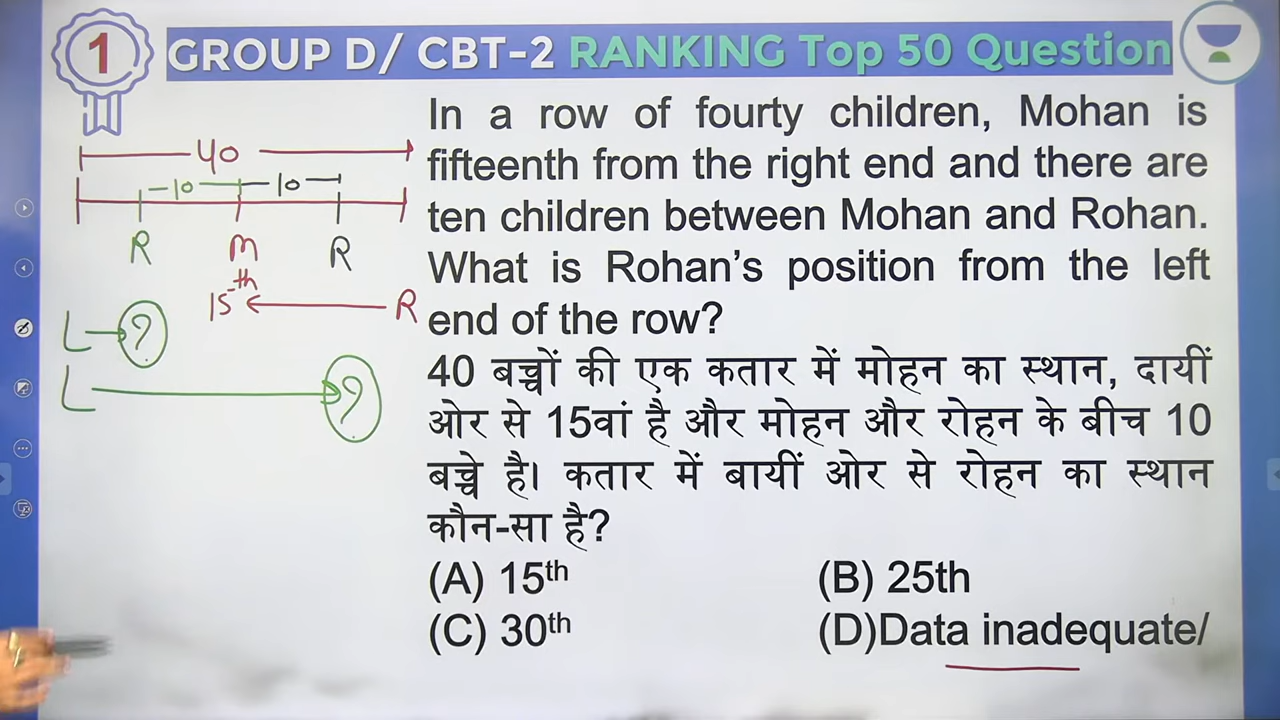 1
GROUP D/ CBT-2 RANKING Top 50 Question
In a row of fourty children, Mohan is
fifteenth from the right end and there are
ten children between Mohan and Rohan.
What is Rohan's position from the left
end of the row?
40 बच्चों की एक कतार में मोहन का स्थान, दायीं
ओर से 15वां है और मोहन और रोहन के बीच 10
बच्चे है। कतार में बायीं ओर से रोहन का स्थान
कौन-सा है?
(A) 15th
(B) 25th
(C) 30th
(D)Data inadequate/
40
10 10
R M R
15th R
L ?
L ?